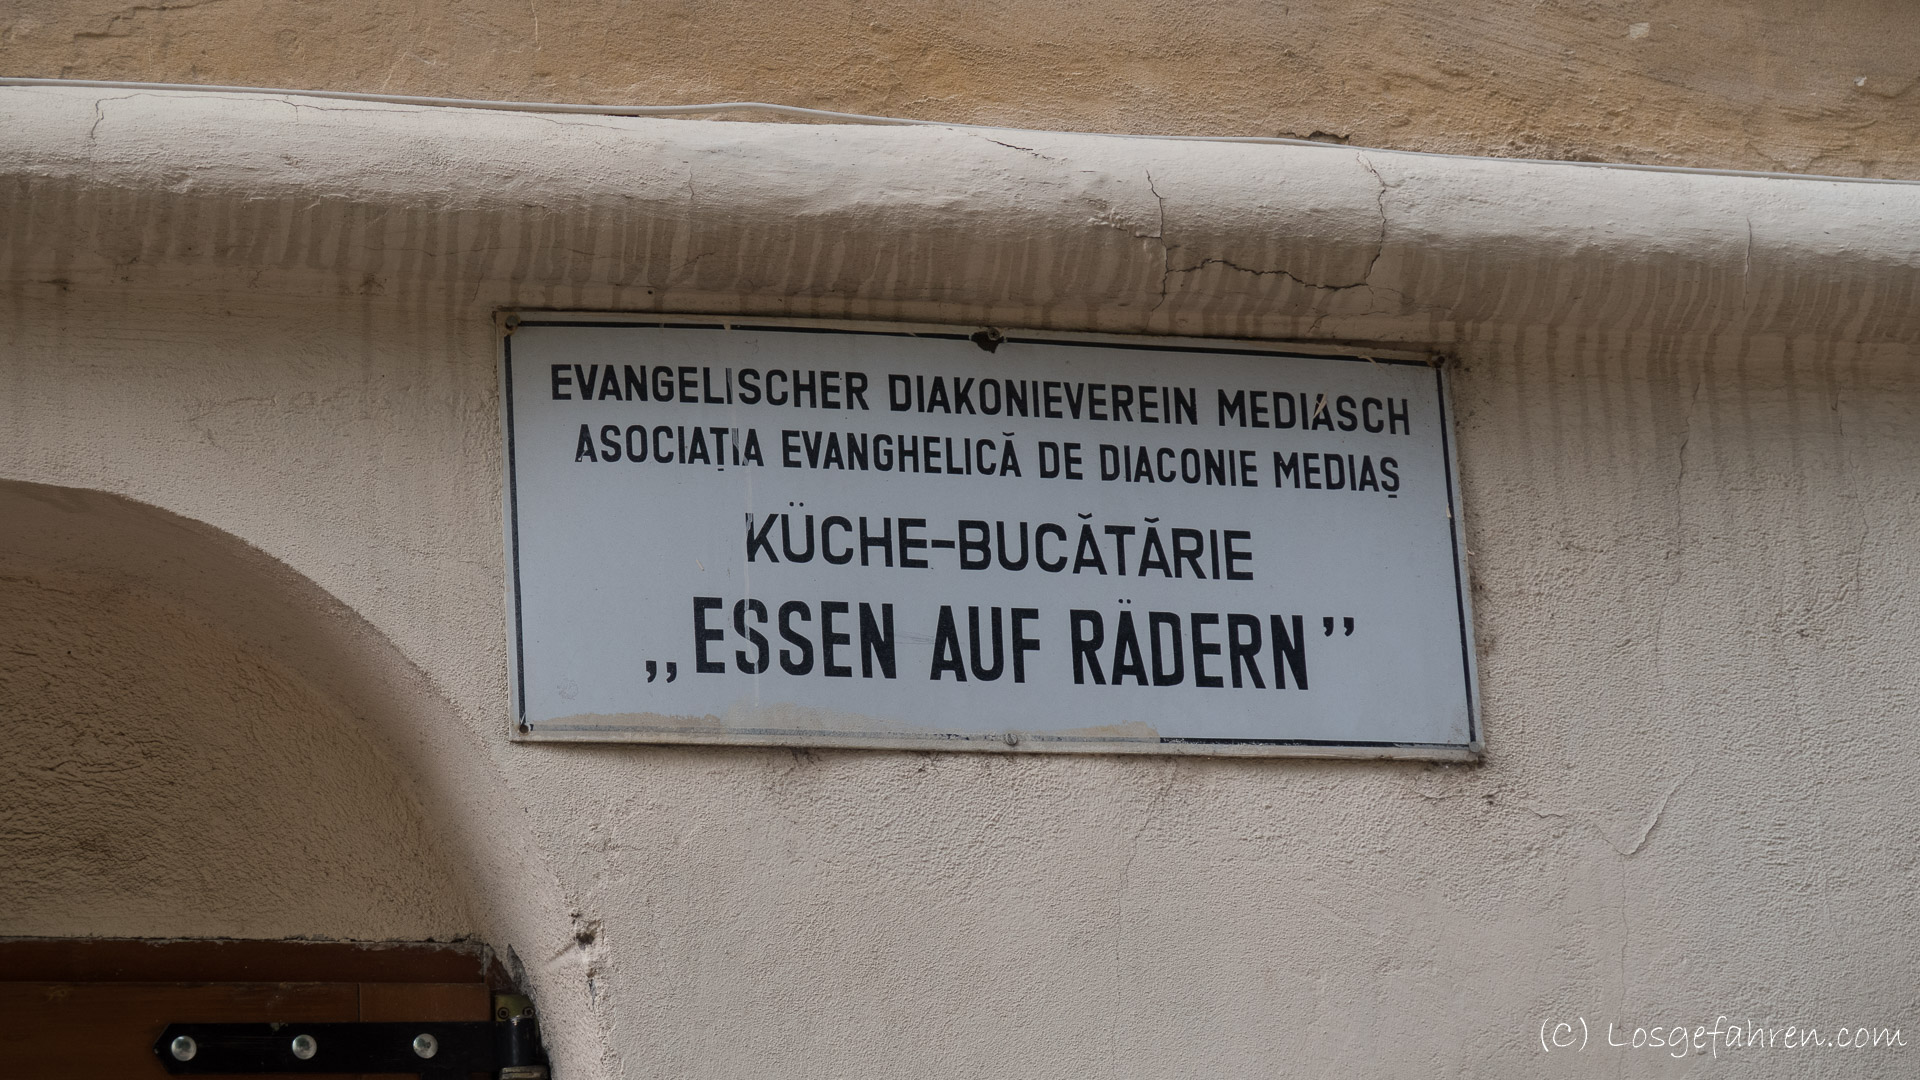 EVANGELISCHER DIAKONIEVEREIN MEDIASCH
ASOCIAȚIA EVANGHELICĂ DE DIACONIE MEDIAȘ
KÜCHE-BUCĂTĂRIE
„ESSEN AUF RÄDERN”
(C) Losgefahren.com